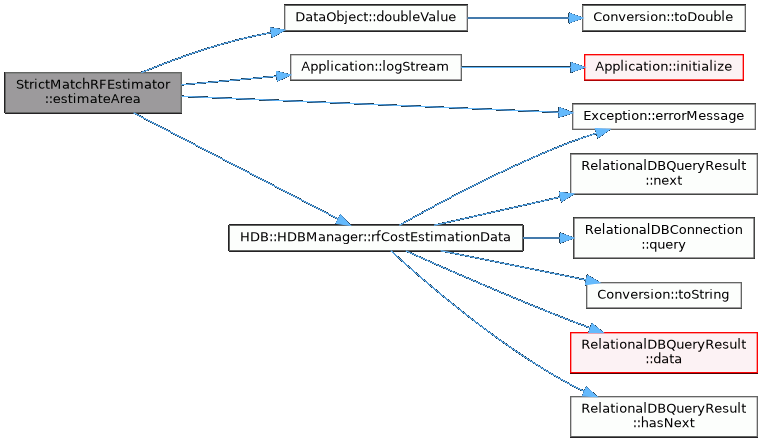 DataObject::doubleValue
Conversion::toDouble
Application::logStream
Application::initialize
StrictMatchRFEstimator
::estimateArea
Exception::errorMessage
RelationalDBQueryResult
::next
HDB::HDBManager::rfCostEstimationData
RelationalDBConnection
::query
Conversion::toString
RelationalDBQueryResult
::data
RelationalDBQueryResult
::hasNext